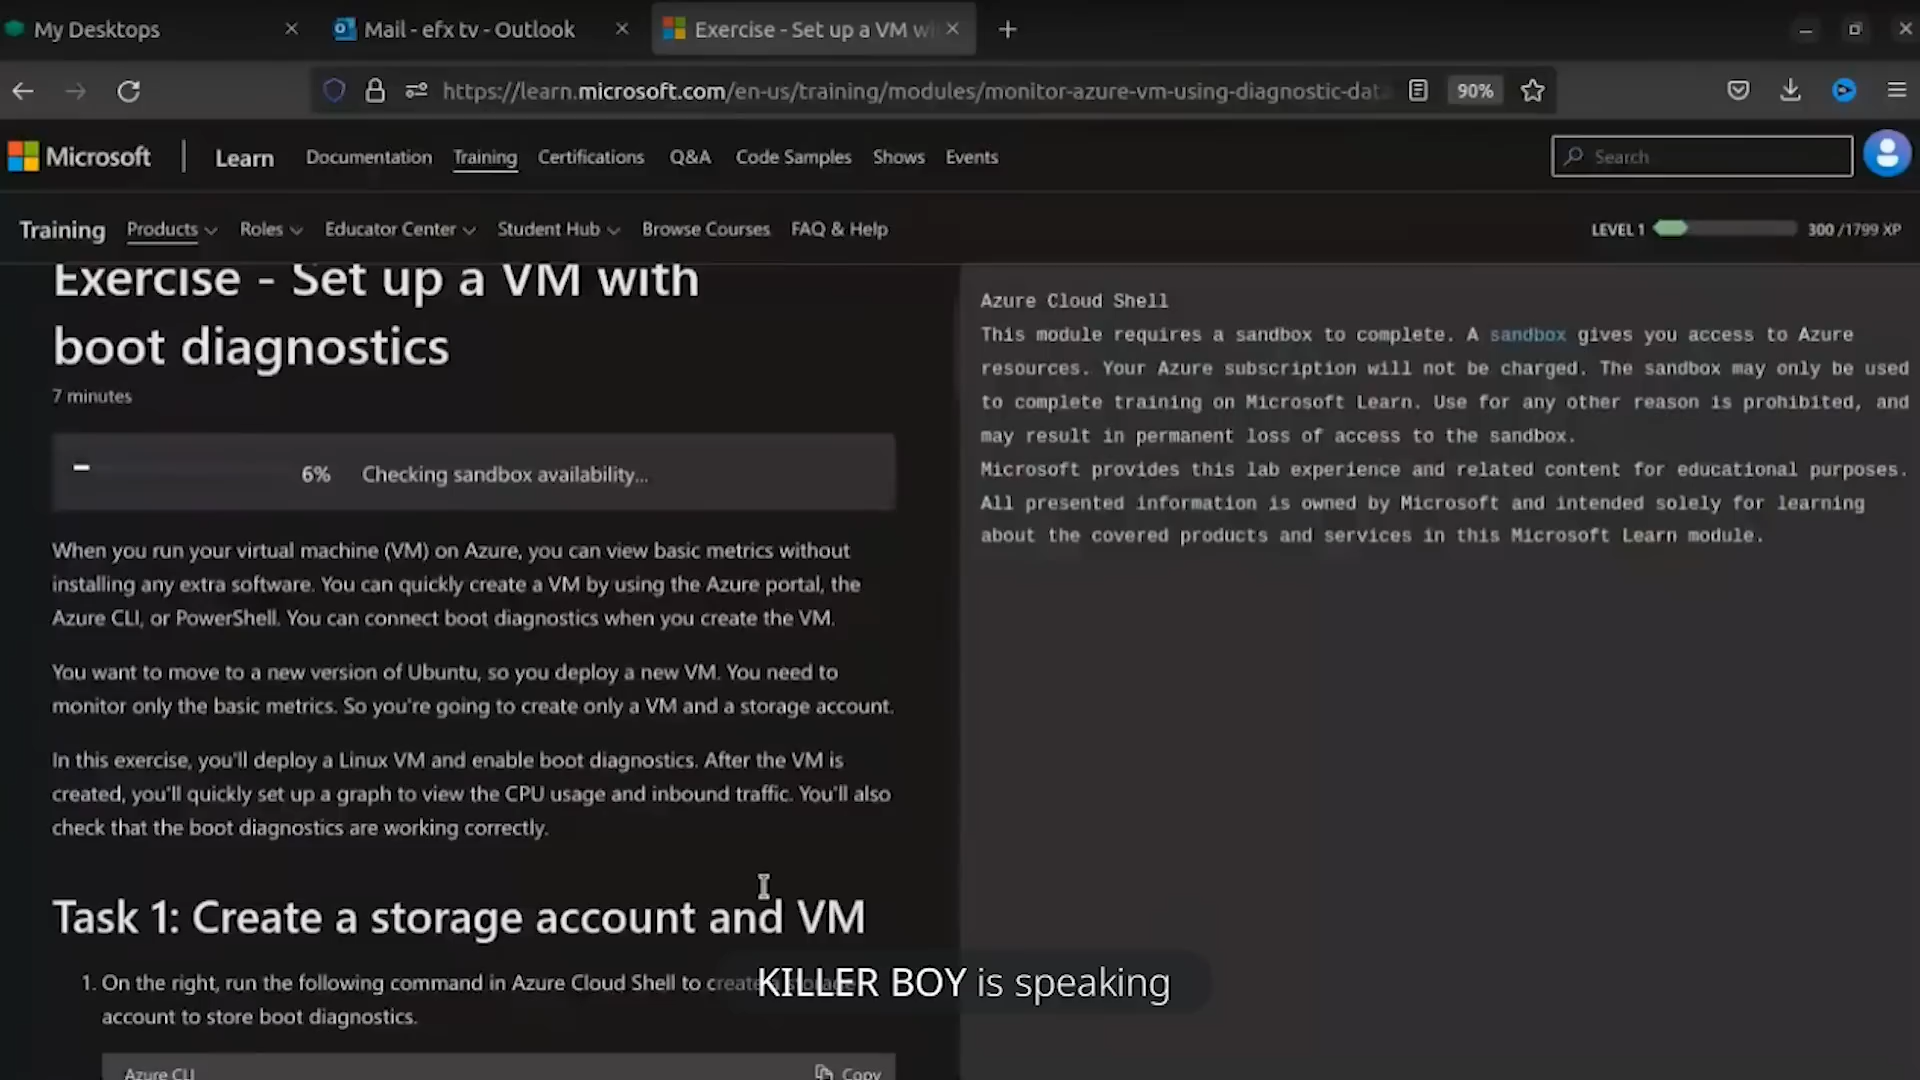 My Desktops
Mail - efx tv - Outlook
Exercise - Set up a VM wi
https://learn.microsoft.com/en-us/training/modules/monitor-azure-vm-using-diagnostic-dat
90%
Microsoft
Learn
Documentation
Training
Certifications
Q&A
Code Samples
Shows
Events
Search
Training
Products
Roles
Educator Center
Student Hub
Browse Courses
FAQ & Help
LEVEL 1
300 /1799 XP
Exercise - Set up a VM with
boot diagnostics
7 minutes
6% Checking sandbox availability...
When you run your virtual machine (VM) on Azure, you can view basic metrics without
installing any extra software. You can quickly create a VM by using the Azure portal, the
Azure CLI, or PowerShell. You can connect boot diagnostics when you create the VM.
You want to move to a new version of Ubuntu, so you deploy a new VM. You need to
monitor only the basic metrics. So you're going to create only a VM and a storage account.
In this exercise, you'll deploy a Linux VM and enable boot diagnostics. After the VM is
created, you'll quickly set up a graph to view the CPU usage and inbound traffic. You'll also
check that the boot diagnostics are working correctly.
Task 1: Create a storage account and VM
1. On the right, run the following command in Azure Cloud Shell to create
account to store boot diagnostics.
Azure CLI
Copy
KILLER BOY is speaking
Azure Cloud Shell
This module requires a sandbox to complete. A sandbox gives you access to Azure
resources. Your Azure subscription will not be charged. The sandbox may only be used
to complete training on Microsoft Learn. Use for any other reason is prohibited, and
may result in permanent loss of access to the sandbox.
Microsoft provides this lab experience and related content for educational purposes.
All presented information is owned by Microsoft and intended solely for learning
about the covered products and services in this Microsoft Learn module.